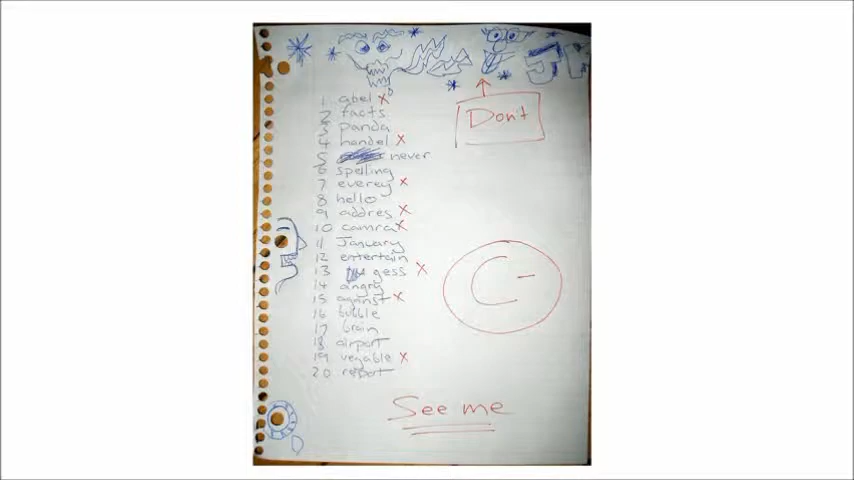 Don't
1 abel x
2 facts
3 panda
4 handel x
5 never
6 spelling
7 everey x
8 hello
9 addres x
10 camra x
11 January
12 entertain
13 gess x
14 angry
15 aganst x
16 bubble
17 brain
18 airport
19 vegable x
20 report
C-
See me